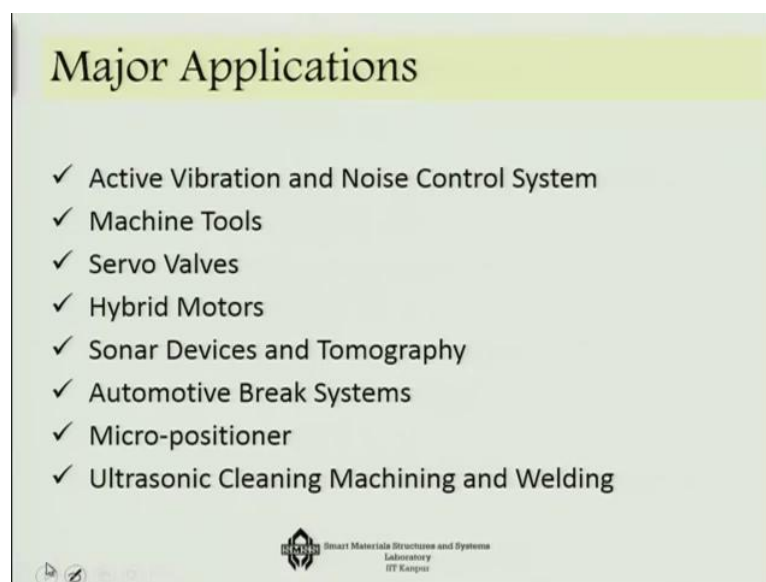 Major Applications
✓ Active Vibration and Noise Control System
✓ Machine Tools
✓ Servo Valves
✓ Hybrid Motors
✓ Sonar Devices and Tomography
✓ Automotive Break Systems
✓ Micro-positioner
✓ Ultrasonic Cleaning Machining and Welding
Smart Materials Structures and Systems
Laboratory
IIT Kanpur